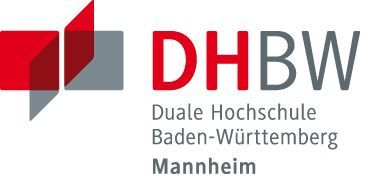 DHBW
Duale Hochschule
Baden-Württemberg
Mannheim